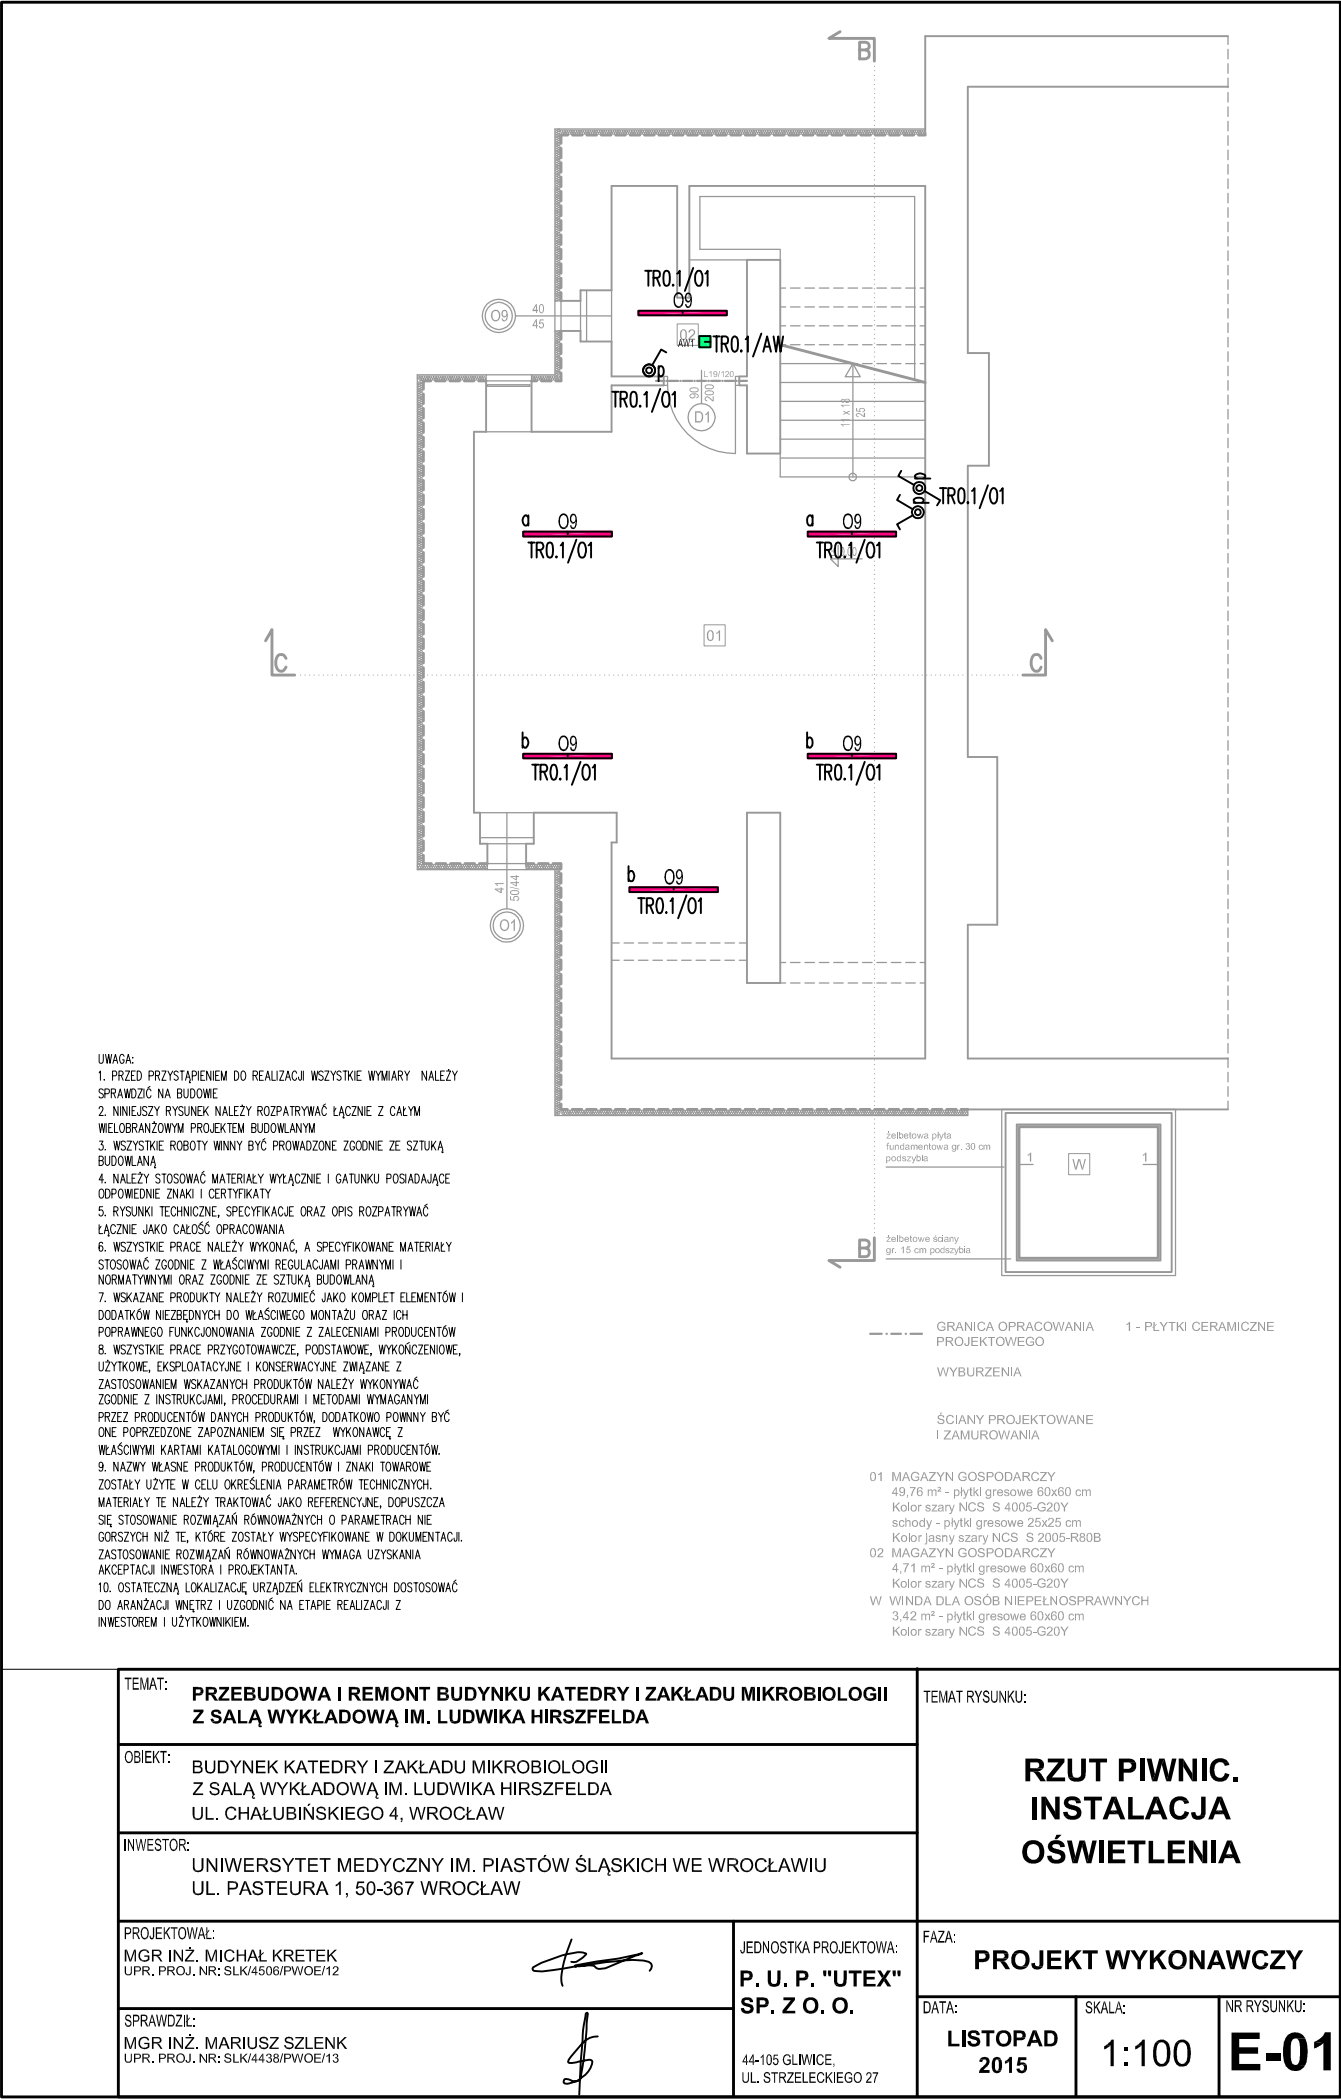 B
TR0.1/01
O9
O9
40
45
02
AW1
TR0.1/AW
p
L19/120
TR0.1/01
90
200
D1
11 x 18
25
p
TR0.1/01
p
a O9
TR0.1/01
a O9
TR0.1/01
01
C
C
b O9
TR0.1/01
b O9
TR0.1/01
b O9
TR0.1/01
41
50/44
O1
UWAGA:
1. PRZED PRZYSTĄPIENIEM DO REALIZACJI WSZYSTKIE WYMIARY NALEŻY
SPRAWDZIĆ NA BUDOWIE
2. NINIEJSZY RYSUNEK NALEŻY ROZPATRYWAĆ ŁĄCZNIE Z CAŁYM
WIELOBRANŻOWYM PROJEKTEM BUDOWLANYM
3. WSZYSTKIE ROBOTY WINNY BYĆ PROWADZONE ZGODNIE ZE SZTUKĄ
BUDOWLANĄ
4. NALEŻY STOSOWAĆ MATERIAŁY WYŁĄCZNIE I GATUNKU POSIADAJĄCE
ODPOWIEDNIE ZNAKI I CERTYFIKATY
5. RYSUNKI TECHNICZNE, SPECYFIKACJE ORAZ OPIS ROZPATRYWAĆ
ŁĄCZNIE JAKO CAŁOŚĆ OPRACOWANIA
6. WSZYSTKIE PRACE NALEŻY WYKONAĆ, A SPECYFIKOWANE MATERIAŁY
STOSOWAĆ ZGODNIE Z WŁAŚCIWYMI REGULACJAMI PRAWNYMI I
NORMATYWNYMI ORAZ ZGODNIE ZE SZTUKĄ BUDOWLANĄ
7. WSKAZANE PRODUKTY NALEŻY ROZUMIEĆ JAKO KOMPLET ELEMENTÓW I
DODATKÓW NIEZBĘDNYCH DO WŁAŚCIWEGO MONTAŻU ORAZ ICH
POPRAWNEGO FUNKCJONOWANIA ZGODNIE Z ZALECENIAMI PRODUCENTÓW
8. WSZYSTKIE PRACE PRZYGOTOWAWCZE, PODSTAWOWE, WYKOŃCZENIOWE,
UŻYTKOWE, EKSPLOATACYJNE I KONSERWACYJNE ZWIĄZANE Z
ZASTOSOWANIEM WSKAZANYCH PRODUKTÓW NALEŻY WYKONYWAĆ
ZGODNIE Z INSTRUKCJAMI, PROCEDURAMI I METODAMI WYMAGANYMI
PRZEZ PRODUCENTÓW DANYCH PRODUKTÓW, DODATKOWO POWNNY BYĆ
ONE POPRZEDZONE ZAPOZNANIEM SIĘ PRZEZ WYKONAWCĘ Z
WŁAŚCIWYMI KARTAMI KATALOGOWYMI I INSTRUKCJAMI PRODUCENTÓW.
9. NAZWY WŁASNE PRODUKTÓW, PRODUCENTÓW I ZNAKI TOWAROWE
ZOSTAŁY UŻYTE W CELU OKREŚLENIA PARAMETRÓW TECHNICZNYCH.
MATERIAŁY TE NALEŻY TRAKTOWAĆ JAKO REFERENCYJNE, DOPUSZCZA
SIĘ STOSOWANIE ROZWIĄZAŃ RÓWNOWAŻNYCH O PARAMETRACH NIE
GORSZYCH NIŻ TE, KTÓRE ZOSTAŁY WYSPECYFIKOWANE W DOKUMENTACJI.
ZASTOSOWANIE ROZWIĄZAŃ RÓWNOWAŻNYCH WYMAGA UZYSKANIA
AKCEPTACJI INWESTORA I PROJEKTANTA.
10. OSTATECZNĄ LOKALIZACJĘ URZĄDZEŃ ELEKTRYCZNYCH DOSTOSOWAĆ
DO ARANŻACJI WNĘTRZ I UZGODNIĆ NA ETAPIE REALIZACJI Z
INWESTOREM I UŻYTKOWNIKIEM.
żelbetowa płyta
fundamentowa gr. 30 cm
podszybia
1
W
1
B
żelbetowe ściany
gr. 15 cm podszybia
GRANICA OPRACOWANIA
PROJEKTOWEGO
1 - PŁYTKI CERAMICZNE
WYBURZENIA
ŚCIANY PROJEKTOWANE
I ZAMUROWANIA
01 MAGAZYN GOSPODARCZY
49,76 m² - płytki gresowe 60x60 cm
Kolor szary NCS S 4005-G20Y
schody - płytki gresowe 25x25 cm
Kolor jasny szary NCS S 2005-R80B
02 MAGAZYN GOSPODARCZY
4,71 m² - płytki gresowe 60x60 cm
Kolor szary NCS S 4005-G20Y
W WINDA DLA OSÓB NIEPEŁNOSPRAWNYCH
3,42 m² - płytki gresowe 60x60 cm
Kolor szary NCS S 4005-G20Y
TEMAT:
PRZEBUDOWA I REMONT BUDYNKU KATEDRY I ZAKŁADU MIKROBIOLOGII
Z SALĄ WYKŁADOWĄ IM. LUDWIKA HIRSZFELDA
OBIEKT:
BUDYNEK KATEDRY I ZAKŁADU MIKROBIOLOGII
Z SALĄ WYKŁADOWĄ IM. LUDWIKA HIRSZFELDA
UL. CHAŁUBIŃSKIEGO 4, WROCŁAW
INWESTOR:
UNIWERSYTET MEDYCZNY IM. PIASTÓW ŚLĄSKICH WE WROCŁAWIU
UL. PASTEURA 1, 50-367 WROCŁAW
TEMAT RYSUNKU:
RZUT PIWNIC.
INSTALACJA
OŚWIETLENIA
PROJEKTOWAŁ:
MGR INŻ. MICHAŁ KRETEK
UPR. PROJ. NR: SLK/4506/PWOE/12
SPRAWDZIŁ:
MGR INŻ. MARIUSZ SZLENK
UPR. PROJ. NR: SLK/4438/PWOE/13
JEDNOSTKA PROJEKTOWA:
P. U. P. "UTEX"
SP. Z O. O.
44-105 GLIWICE,
UL. STRZELECKIEGO 27
FAZA:
PROJEKT WYKONAWCZY
DATA:
LISTOPAD
2015
SKALA:
1:100
NR RYSUNKU:
E-01